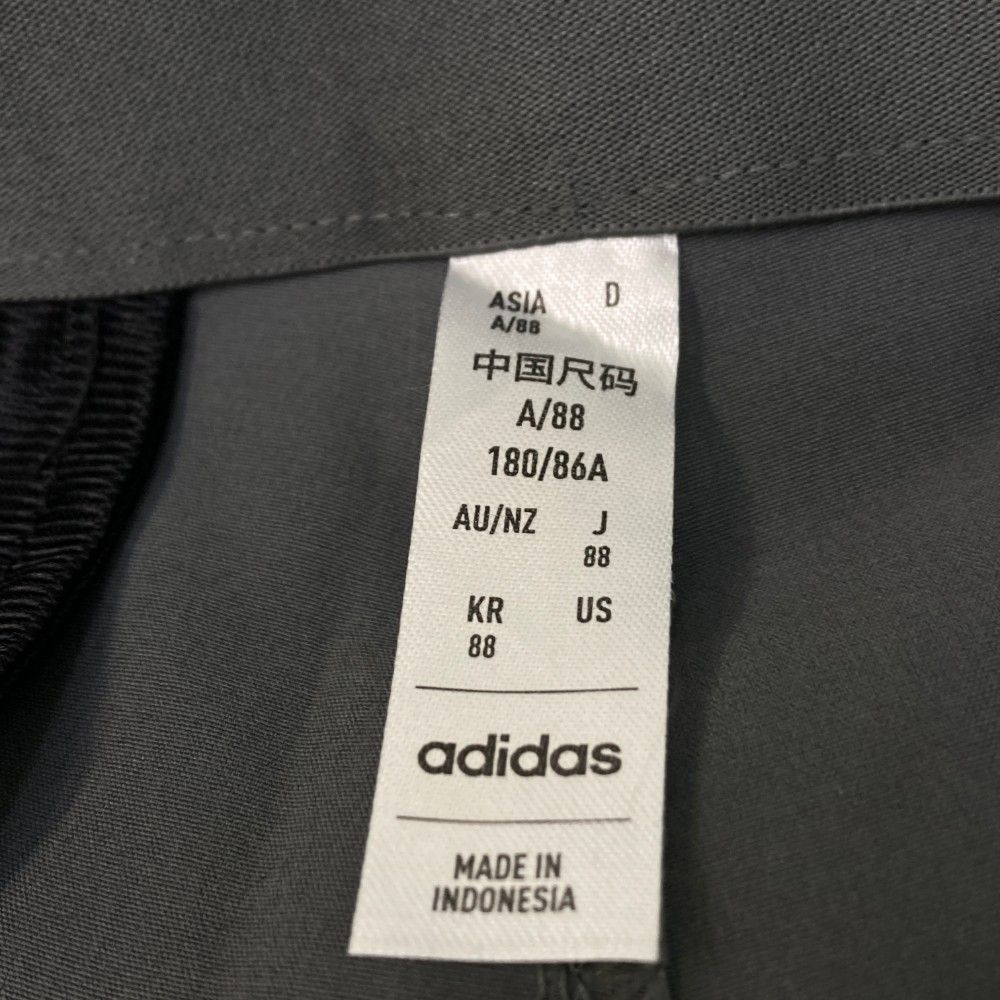 ASIA D
A/88
中国尺码
A/88
180/86A
AU/NZ J
88
KR US
88
adidas
MADE IN
INDONESIA